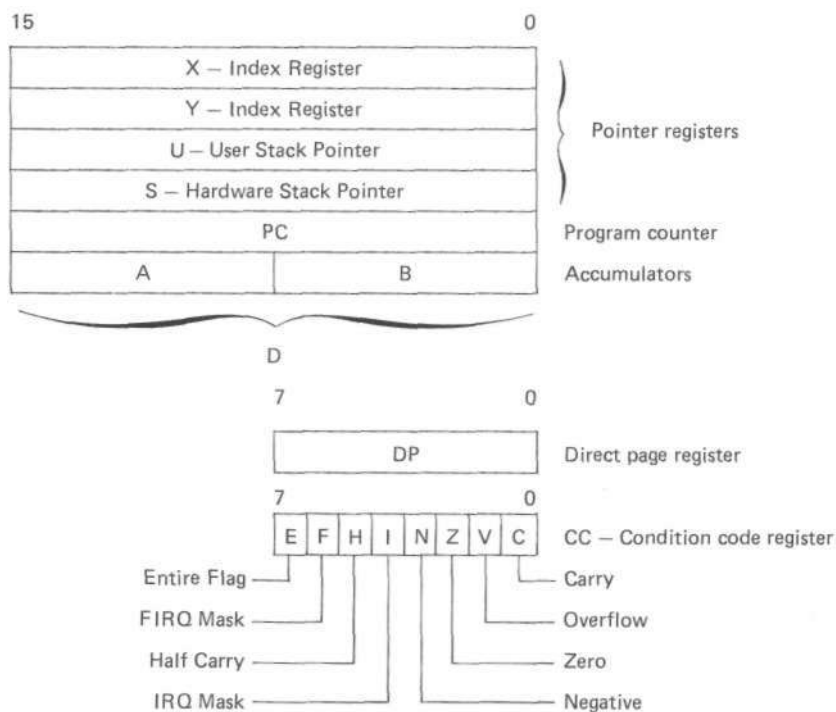 15 0
X – Index Register
Y – Index Register
Pointer registers
U – User Stack Pointer
S – Hardware Stack Pointer
PC Program counter
A B Accumulators
D
7 0
DP Direct page register
7 0
E F H I N Z V C CC – Condition code register
Entire Flag Carry
FIRQ Mask Overflow
Half Carry Zero
IRQ Mask Negative